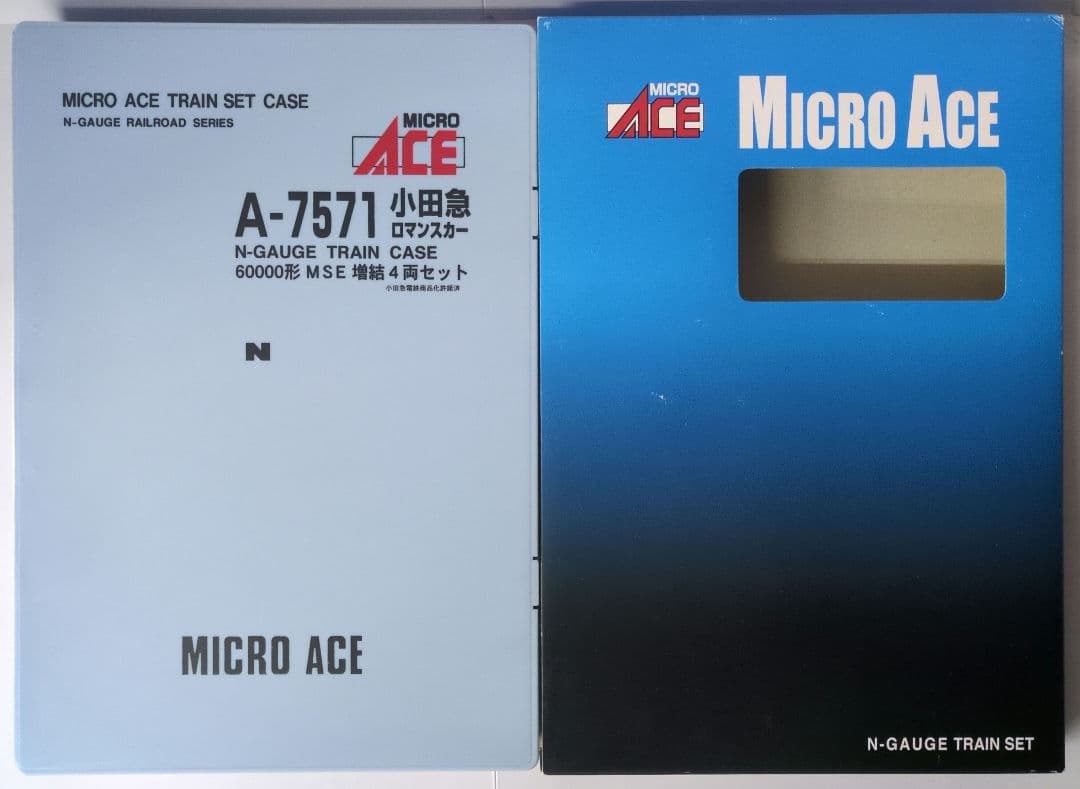 MICRO ACE TRAIN SET CASE
N-GAUGE RAILROAD SERIES
MICRO
ACE
A-7571 小田急
ロマンスカー
N-GAUGE TRAIN CASE
60000形 MSE 増結4両セット
小田急電鉄商品化許諾済
N
MICRO ACE
MICRO
ACE
MICRO ACE
N-GAUGE TRAIN SET